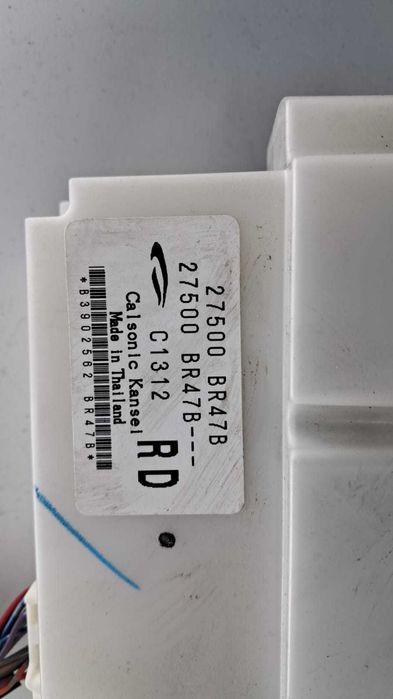 27500 BR47B
27500 BR47B---
C1312 RD
Calsonic Kansei
Made in Thailand
*B3902562 BR47B*